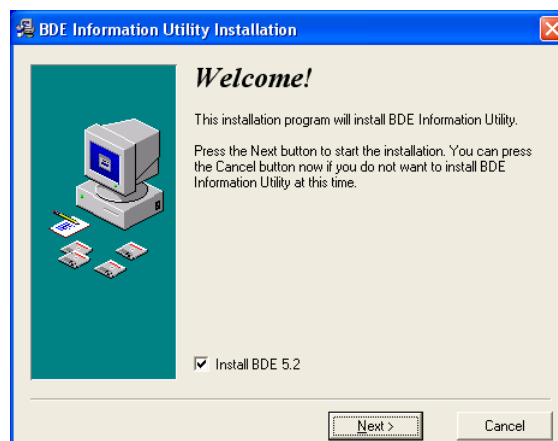 BDE Information Utility Installation
Welcome!
This installation program will install BDE Information Utility.
Press the Next button to start the installation. You can press
the Cancel button now if you do not want to install BDE
Information Utility at this time.
Install BDE 5.2
Next >
Cancel